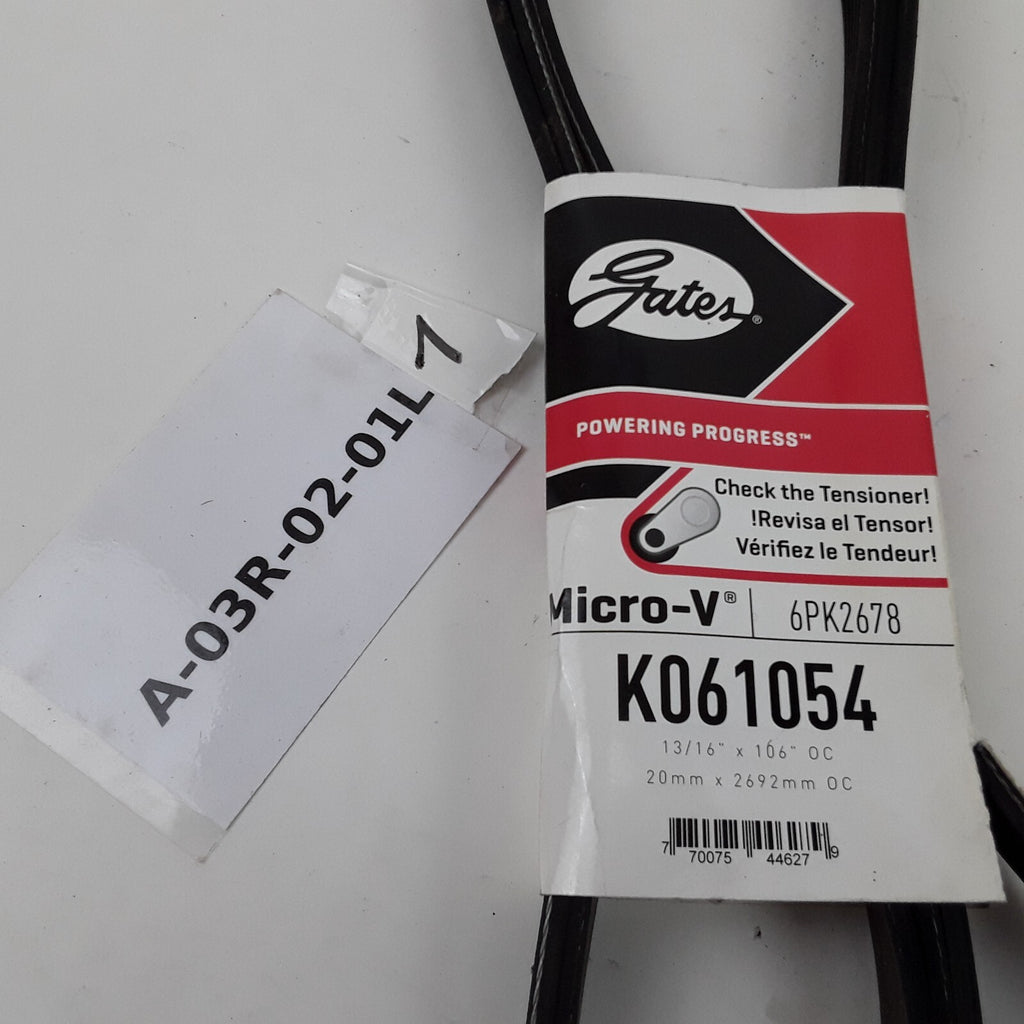 1
A-03R-02-01L
Gates®
POWERING PROGRESS™
Check the Tensioner!
!Revisa el Tensor!
Vérifiez le Tendeur!
Micro-V® | 6PK2678
K061054
13/16" x 106" OC
20mm x 2692mm OC
7 70075 44627 9